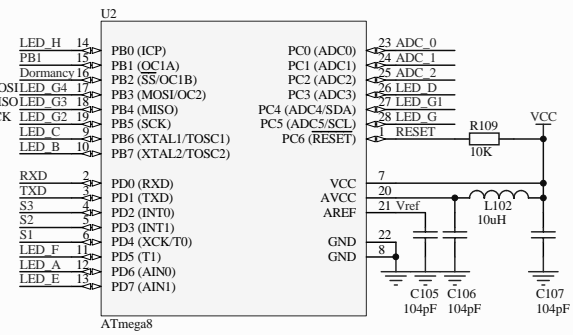 U2
LED_H 14 PB0 (ICP) PC0 (ADC0) 23 ADC_0
PB1 15 PB1 (OC1A) PC1 (ADC1) 24 ADC_1
Dormancy 16 PB2 (SS/OC1B) PC2 (ADC2) 25 ADC_2
OSI LED_G4 17 PB3 (MOSI/OC2) PC3 (ADC3) 26 LED_D
ISO LED_G3 18 PB4 (MISO) PC4 (ADC4/SDA) 27 LED_G1
CK LED_G2 19 PB5 (SCK) PC5 (ADC5/SCL) 28 LED_G VCC
LED_C 9 PB6 (XTAL1/TOSC1) PC6 (RESET) 1 RESET R109
LED_B 10 PB7 (XTAL2/TOSC2) 10K
RXD 2 PD0 (RXD) VCC 7
TXD 3 PD1 (TXD) AVCC 20
S3 4 PD2 (INT0) AREF 21 Vref L102
S2 5 PD3 (INT1) 10uH
S1 6 PD4 (XCK/T0) GND 22
LED_F 11 PD5 (T1) GND 8
LED_A 12 PD6 (AIN0)
LED_E 13 PD7 (AIN1)
C105 C106 C107
104pF 104pF 104pF
ATmega8